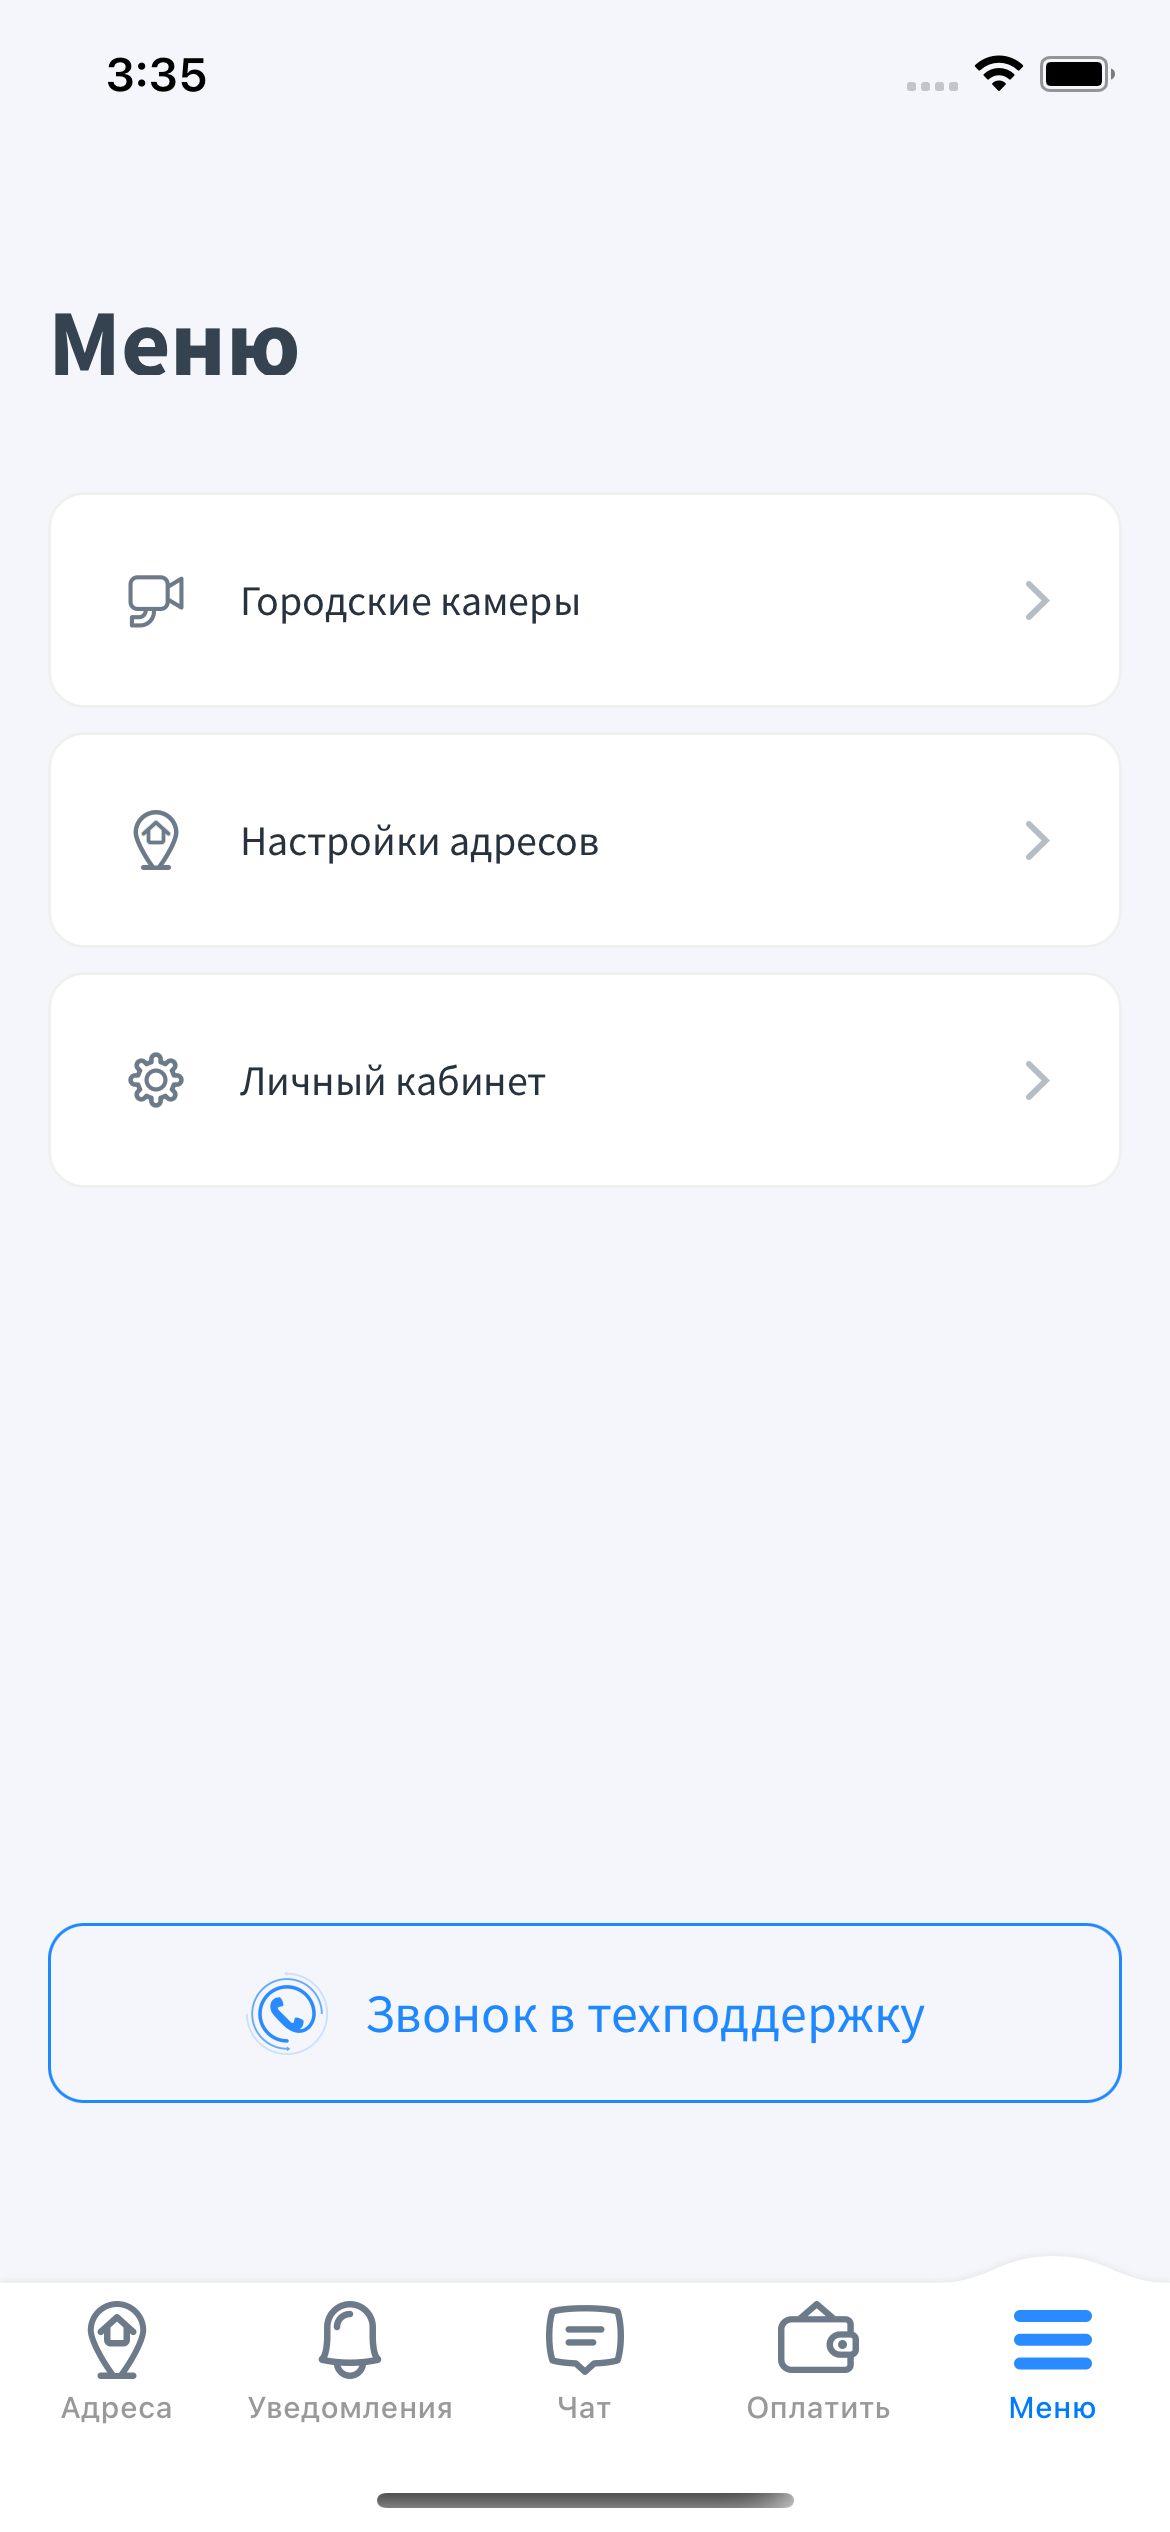 3:35
Меню
Городские камеры
Настройки адресов
Личный кабинет
Звонок в техподдержку
Адреса
Уведомления
Чат
Оплатить
Меню